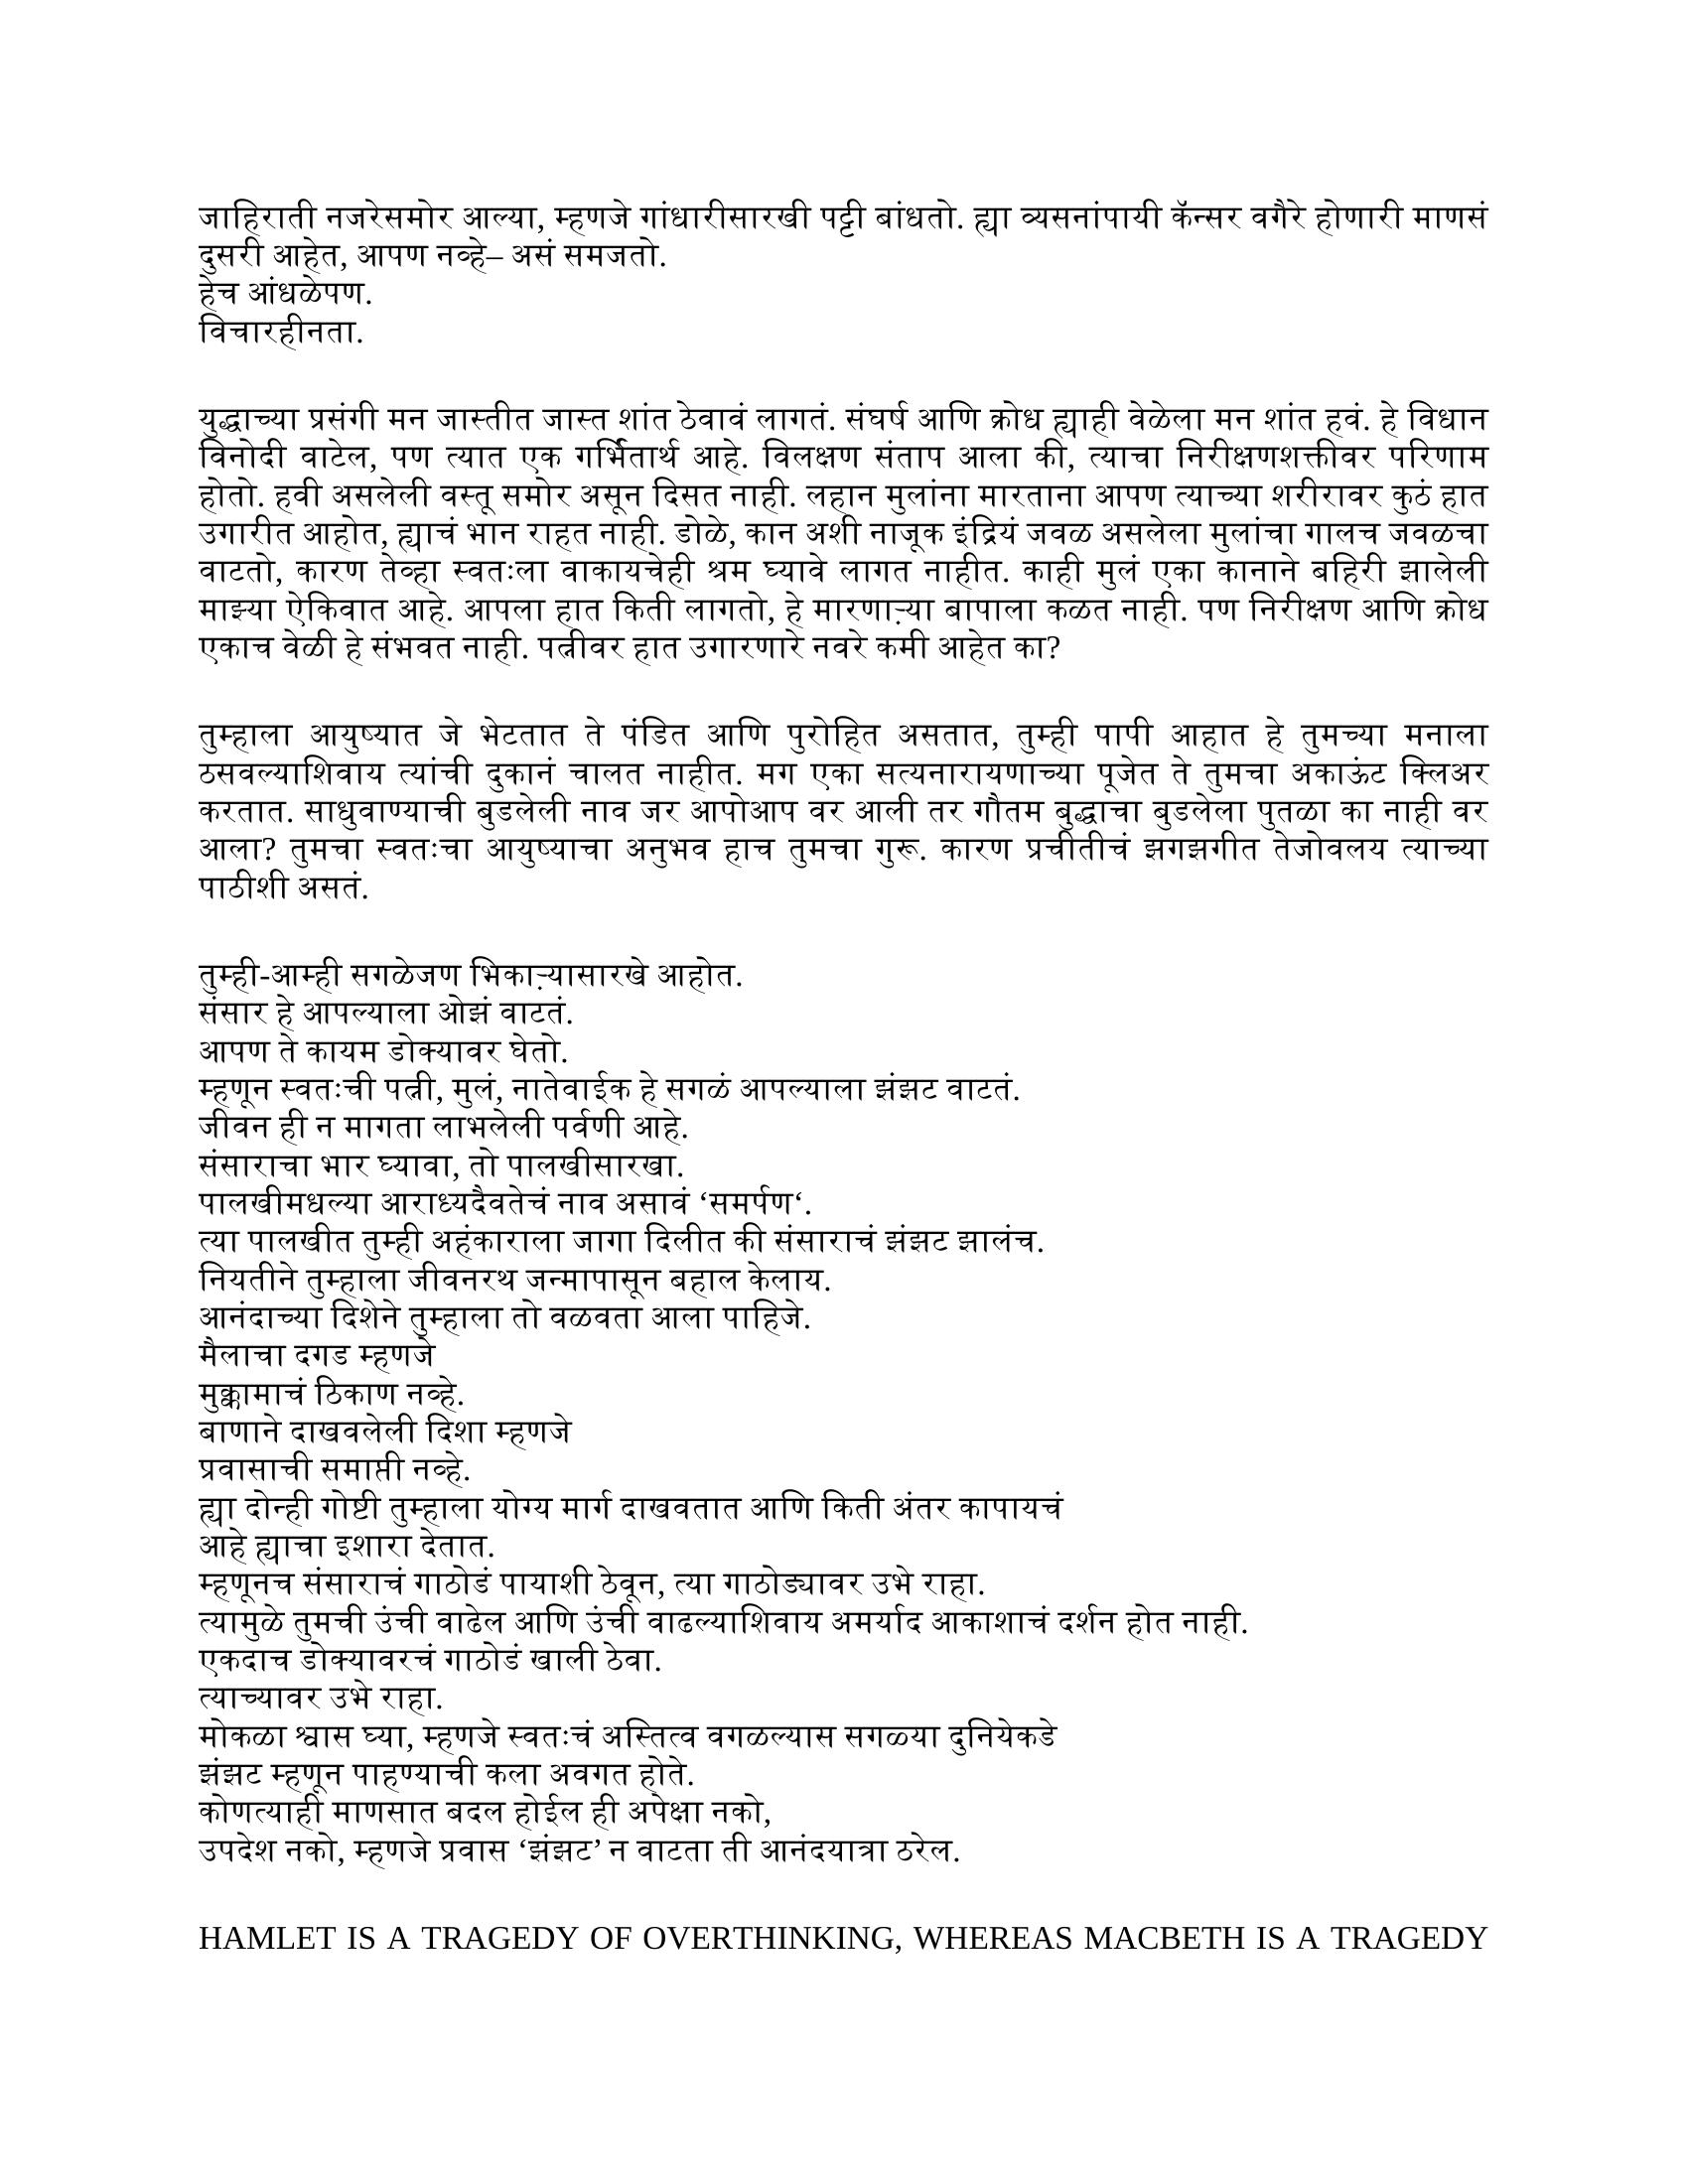 जाहिराती नजरेसमोर आल्या, म्हणजे गांधारीसारखी पट्टी बांधतो. ह्या व्यसनांपायी कॅन्सर वगैरे होणारी माणसं
दुसरी आहेत, आपण नव्हे– असं समजतो.
हेच आंधळेपण.
विचारहीनता.
युद्धाच्या प्रसंगी मन जास्तीत जास्त शांत ठेवावं लागतं. संघर्ष आणि क्रोध ह्याही वेळेला मन शांत हवं. हे विधान
विनोदी वाटेल, पण त्यात एक गर्भितार्थ आहे. विलक्षण संताप आला की, त्याचा निरीक्षणशक्तीवर परिणाम
होतो. हवी असलेली वस्तू समोर असून दिसत नाही. लहान मुलांना मारताना आपण त्याच्या शरीरावर कुठं हात
उगारीत आहोत, ह्याचं भान राहत नाही. डोळे, कान अशी नाजूक इंद्रियं जवळ असलेला मुलांचा गालच जवळचा
वाटतो, कारण तेव्हा स्वतःला वाकायचेही श्रम घ्यावे लागत नाहीत. काही मुलं एका कानाने बहिरी झालेली
माझ्या ऐकिवात आहे. आपला हात किती लागतो, हे मारणाऱ्या बापाला कळत नाही. पण निरीक्षण आणि क्रोध
एकाच वेळी हे संभवत नाही. पत्नीवर हात उगारणारे नवरे कमी आहेत का?
तुम्हाला आयुष्यात जे भेटतात ते पंडित आणि पुरोहित असतात, तुम्ही पापी आहात हे तुमच्या मनाला
ठसवल्याशिवाय त्यांची दुकानं चालत नाहीत. मग एका सत्यनारायणाच्या पूजेत ते तुमचा अकाऊंट क्लिअर
करतात. साधुवाण्याची बुडलेली नाव जर आपोआप वर आली तर गौतम बुद्धाचा बुडलेला पुतळा का नाही वर
आला? तुमचा स्वतःचा आयुष्याचा अनुभव हाच तुमचा गुरू. कारण प्रचीतीचं झगझगीत तेजोवलय त्याच्या
पाठीशी असतं.
तुम्ही-आम्ही सगळेजण भिकाऱ्यासारखे आहोत.
संसार हे आपल्याला ओझं वाटतं.
आपण ते कायम डोक्यावर घेतो.
म्हणून स्वतःची पत्नी, मुलं, नातेवाईक हे सगळं आपल्याला झंझट वाटतं.
जीवन ही न मागता लाभलेली पर्वणी आहे.
संसाराचा भार घ्यावा, तो पालखीसारखा.
पालखीमधल्या आराध्यदैवतेचं नाव असावं ‘समर्पण‘.
त्या पालखीत तुम्ही अहंकाराला जागा दिलीत की संसाराचं झंझट झालंच.
नियतीने तुम्हाला जीवनरथ जन्मापासून बहाल केलाय.
आनंदाच्या दिशेने तुम्हाला तो वळवता आला पाहिजे.
मैलाचा दगड म्हणजे
मुक्कामाचं ठिकाण नव्हे.
बाणाने दाखवलेली दिशा म्हणजे
प्रवासाची समाप्ती नव्हे.
ह्या दोन्ही गोष्टी तुम्हाला योग्य मार्ग दाखवतात आणि किती अंतर कापायचं
आहे ह्याचा इशारा देतात.
म्हणूनच संसाराचं गाठोडं पायाशी ठेवून, त्या गाठोड्यावर उभे राहा.
त्यामुळे तुमची उंची वाढेल आणि उंची वाढल्याशिवाय अमर्याद आकाशाचं दर्शन होत नाही.
एकदाच डोक्यावरचं गाठोडं खाली ठेवा.
त्याच्यावर उभे राहा.
मोकळा श्वास घ्या, म्हणजे स्वतःचं अस्तित्व वगळल्यास सगळ्या दुनियेकडे
झंझट म्हणून पाहण्याची कला अवगत होते.
कोणत्याही माणसात बदल होईल ही अपेक्षा नको,
उपदेश नको, म्हणजे प्रवास ‘झंझट’ न वाटता ती आनंदयात्रा ठरेल.
HAMLET IS A TRAGEDY OF OVERTHINKING, WHEREAS MACBETH IS A TRAGEDY